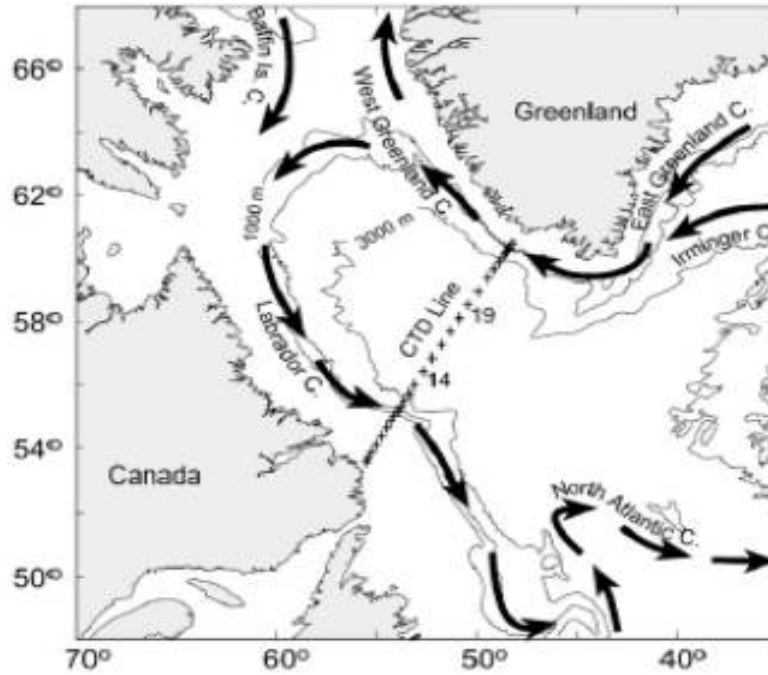 Baffin Is C.
66°
West Greenland C.
Greenland
East Greenland C.
62°
1000 m
3000 m
Irminger C.
CTD Line
19
58°
Labrador C.
14
54°
Canada
North Atlantic C.
50°
70°
60°
50°
40°